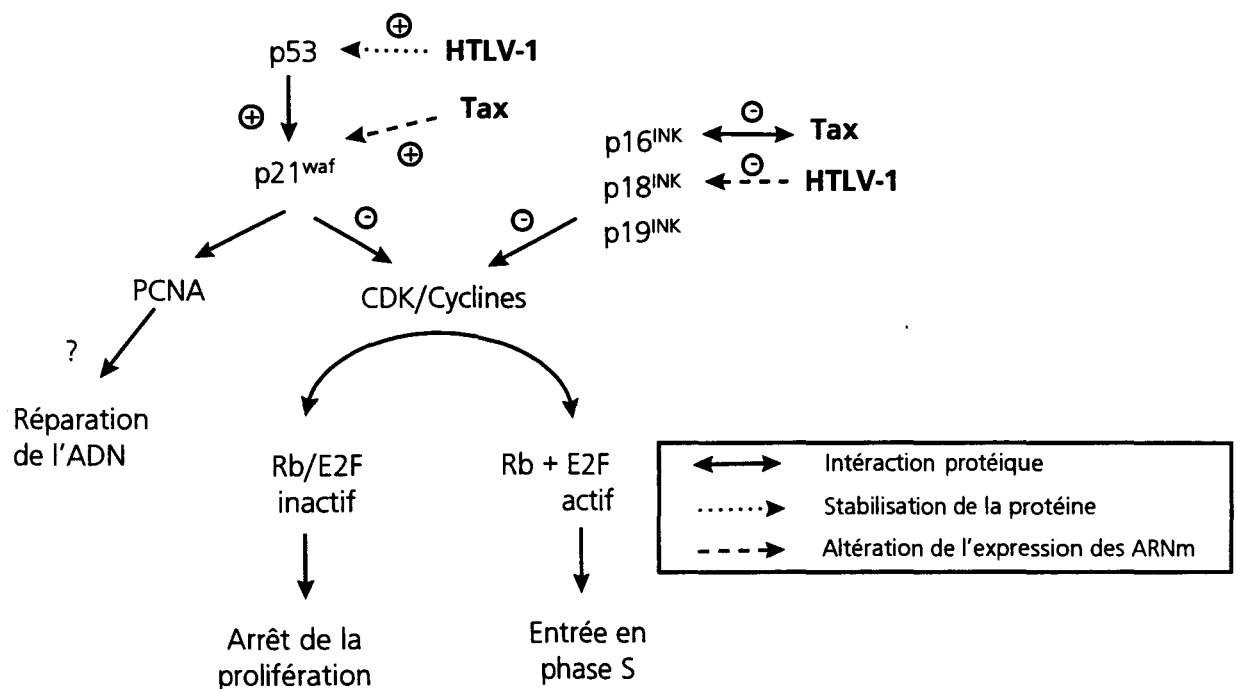 ⊕
p53 HTLV-1
Tax
⊕
⊕
p21waf
⊖
p16INK Tax
⊖
p18INK HTLV-1
p19INK
⊖
⊖
PCNA
CDK/Cyclines
?
Réparation
de l'ADN
Rb/E2F
inactif
Rb + E2F
actif
Arrêt de la
prolifération
Entrée en
phase S
Intéraction protéique
Stabilisation de la protéine
Altération de l'expression des ARNm